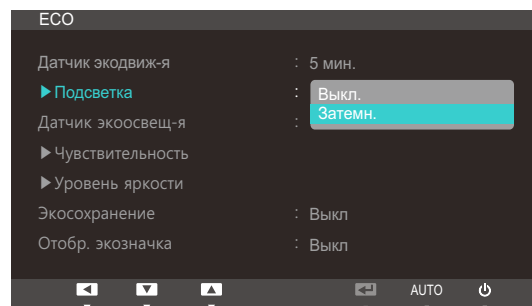 ECO
Датчик экодвиж-я : 5 мин.
▶Подсветка : Выкл.
Затемн.
Датчик экоосвещ-я :
▶Чувствительность
▶Уровень яркости
Экосохранение : Выкл
Отобр. экозначка : Выкл
AUTO